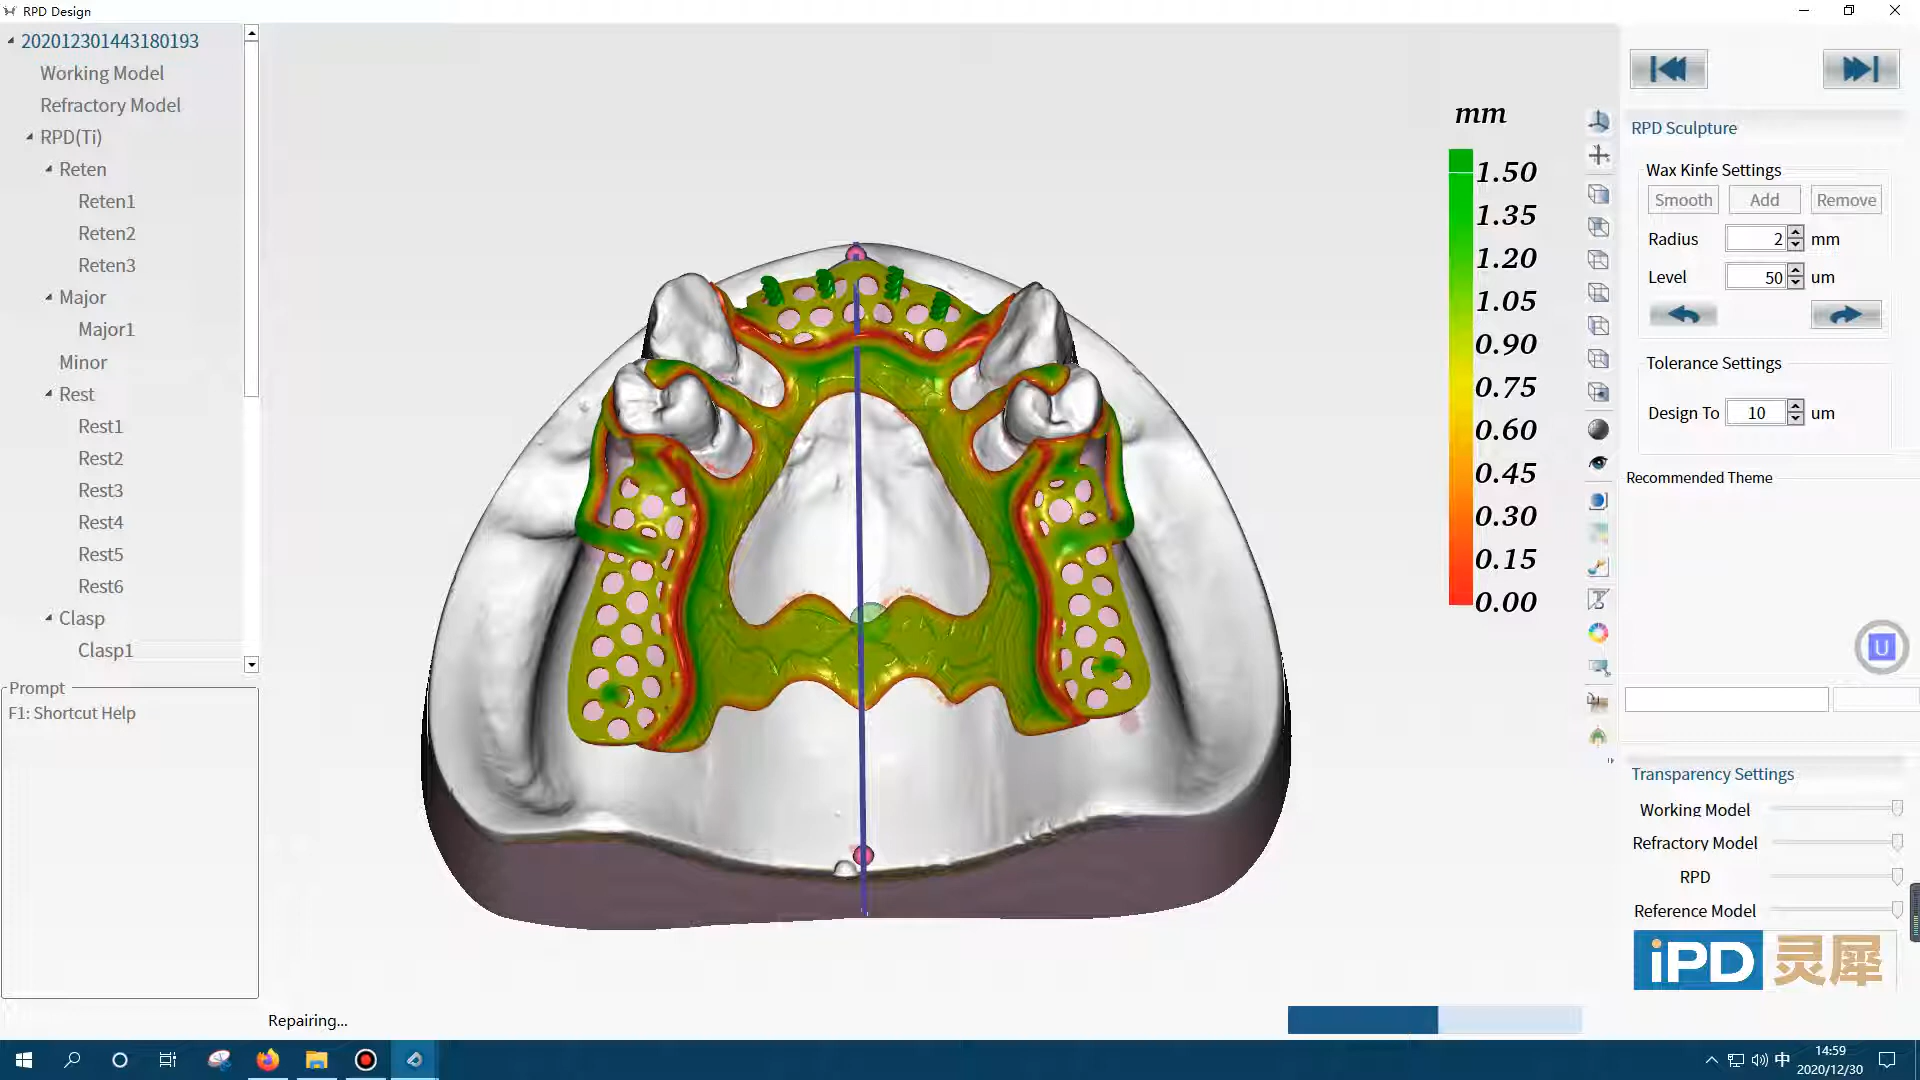 RPD Design
202012301443180193
Working Model
Refractory Model
RPD(Ti)
Reten
Reten1
Reten2
Reten3
Major
Major1
Minor
Rest
Rest1
Rest2
Rest3
Rest4
Rest5
Rest6
Clasp
Clasp1
Prompt
F1: Shortcut Help
Repairing...
mm
1.50
1.35
1.20
1.05
0.90
0.75
0.60
0.45
0.30
0.15
0.00
RPD Sculpture
Wax Kinfe Settings
Smooth Add Remove
Radius 2 mm
Level 50 um
Tolerance Settings
Design To 10 um
Recommended Theme
U
Transparency Settings
Working Model
Refractory Model
RPD
Reference Model
iPD 灵犀
中
14:59
2020/12/30